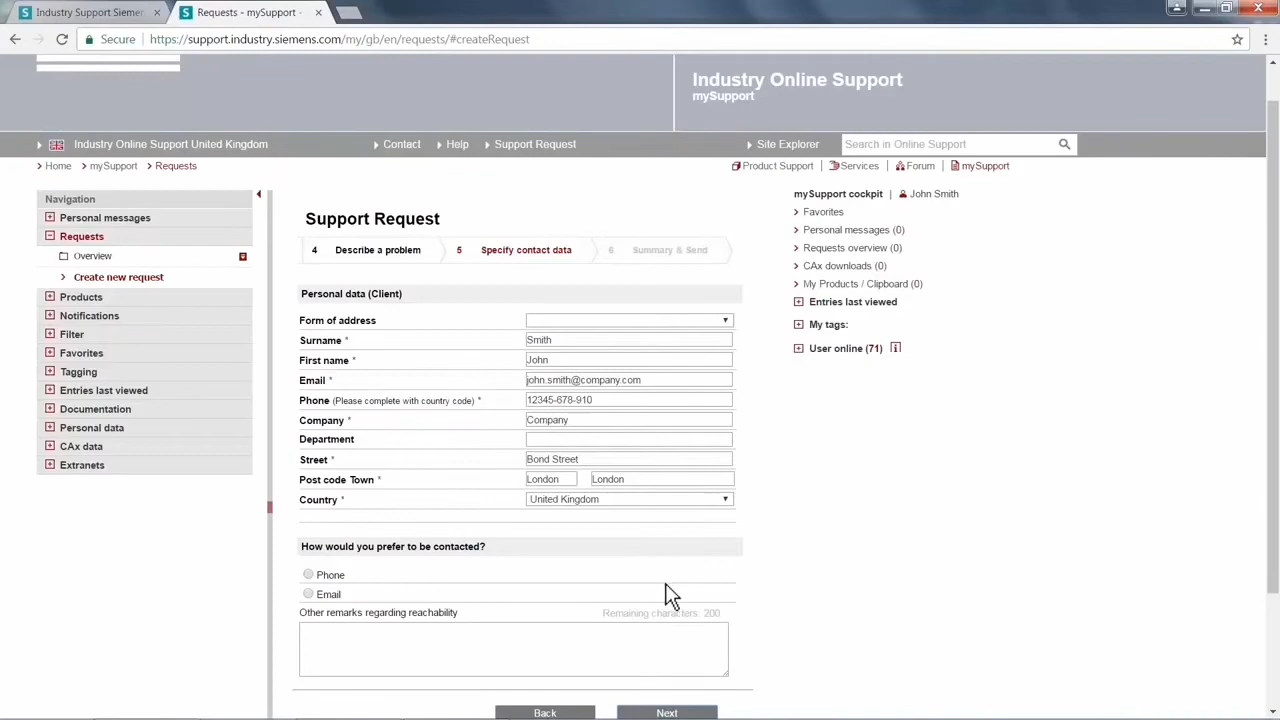 Industry Support Siemen
Requests - mySupport -
Secure
https://support.industry.siemens.com/my/gb/en/requests/#createRequest
Industry Online Support
mySupport
Industry Online Support United Kingdom
Contact
Help
Support Request
Site Explorer
Search in Online Support
Home
mySupport
Requests
Product Support
Services
Forum
mySupport
Navigation
Personal messages
Requests
Overview
Create new request
Products
Notifications
Filter
Favorites
Tagging
Entries last viewed
Documentation
Personal data
CAx data
Extranets
Support Request
4 Describe a problem
5 Specify contact data
6 Summary & Send
Personal data (Client)
Form of address
Surname * Smith
First name * John
Email * john.smith@company.com
Phone (Please complete with country code) * 12345-678-910
Company * Company
Department
Street * Bond Street
Post code Town * London London
Country * United Kingdom
How would you prefer to be contacted?
Phone
Email
Other remarks regarding reachability
Remaining characters: 200
Back
Next
mySupport cockpit
John Smith
Favorites
Personal messages (0)
Requests overview (0)
CAx downloads (0)
My Products / Clipboard (0)
Entries last viewed
My tags:
User online (71)